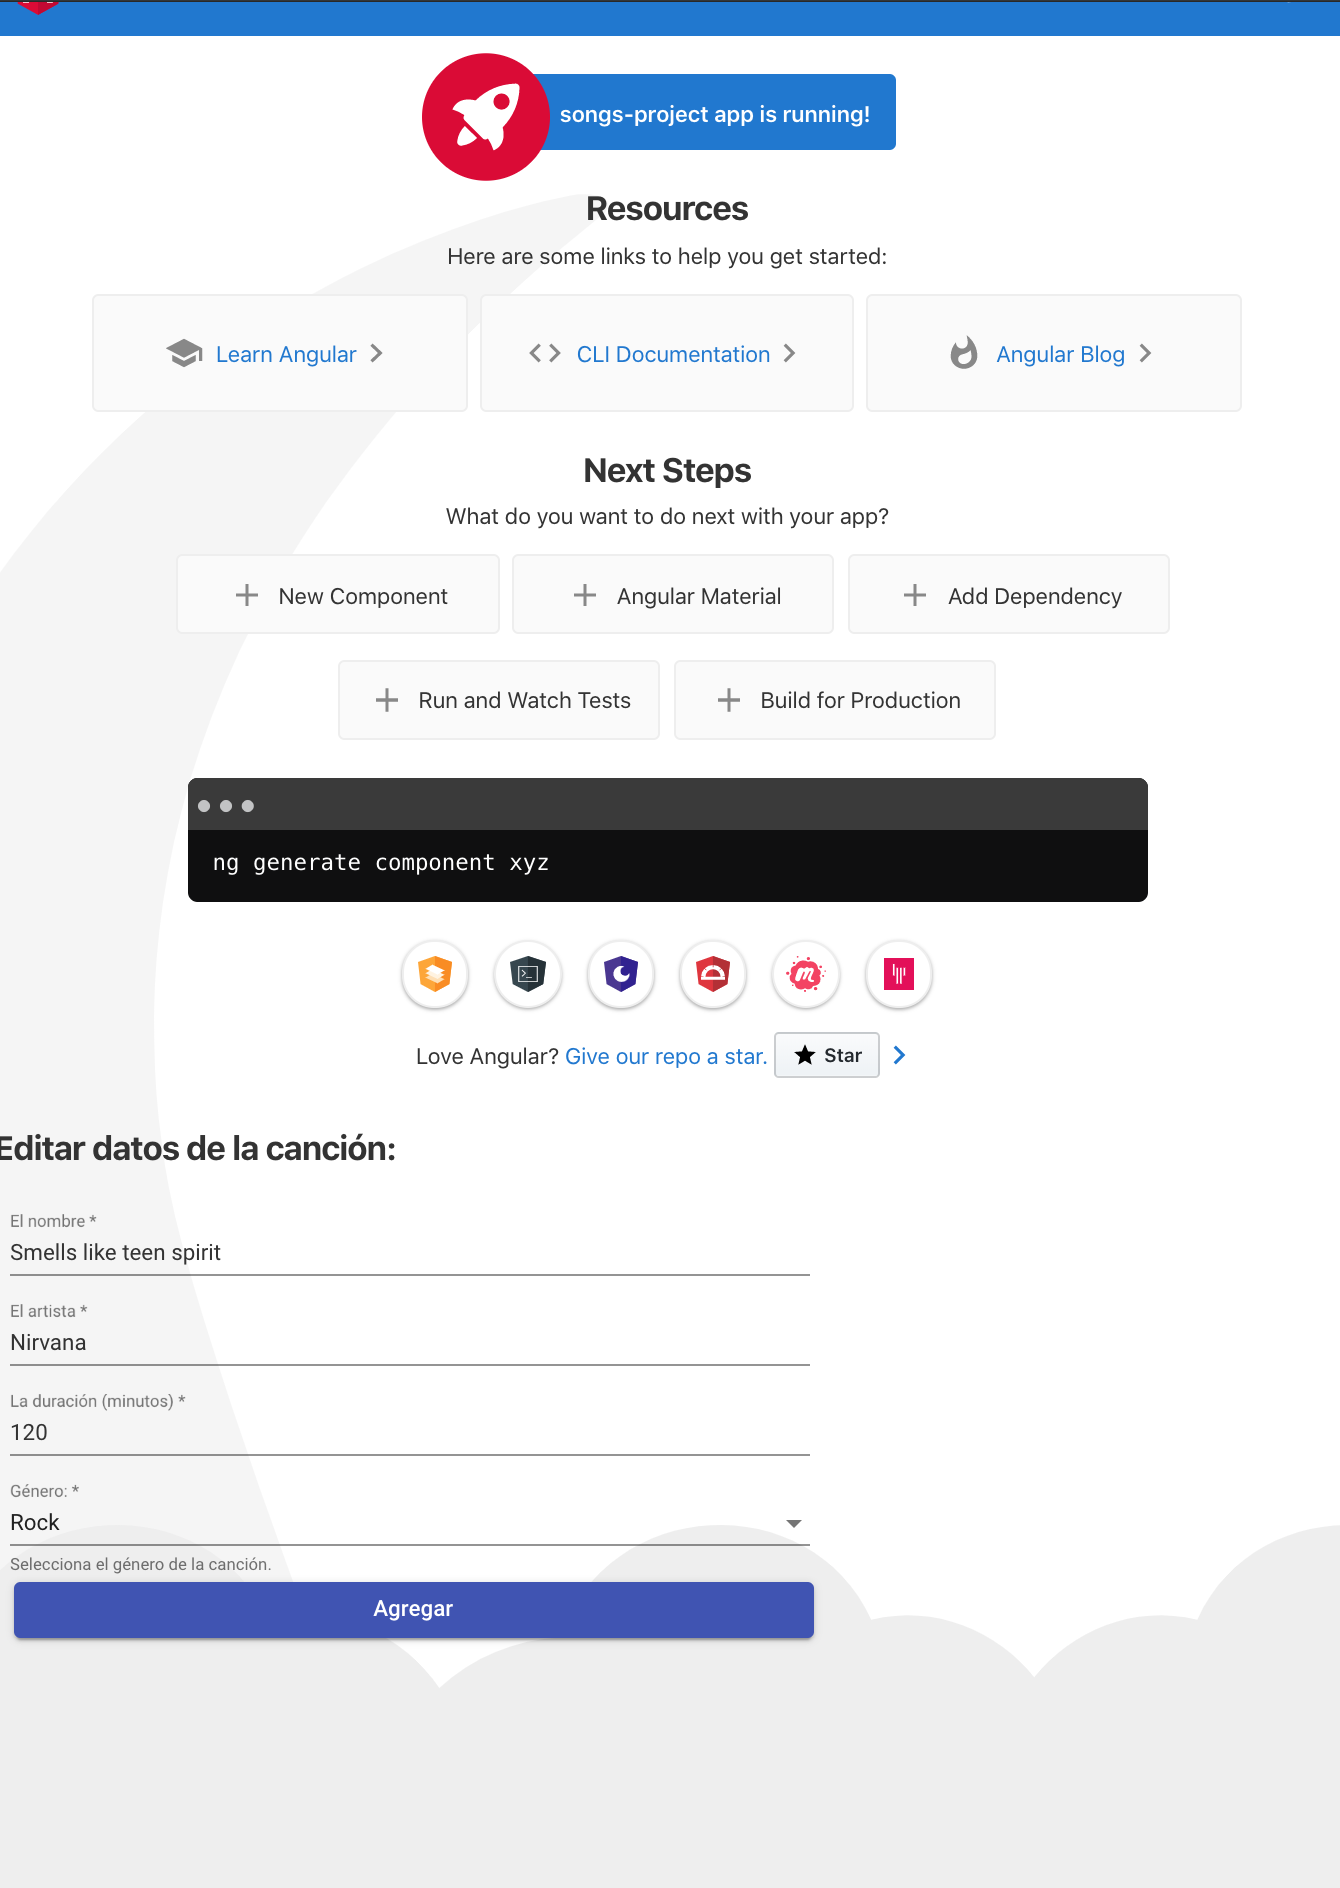 songs-project app is running!
Resources
Here are some links to help you get started:
Learn Angular
CLI Documentation
Angular Blog
Next Steps
What do you want to do next with your app?
New Component
Angular Material
Add Dependency
Run and Watch Tests
Build for Production
ng generate component xyz
Love Angular? Give our repo a star. Star
Editar datos de la canción:
El nombre *
Smells like teen spirit
El artista *
Nirvana
La duración (minutos) *
120
Género: *
Rock
Selecciona el género de la canción.
Agregar